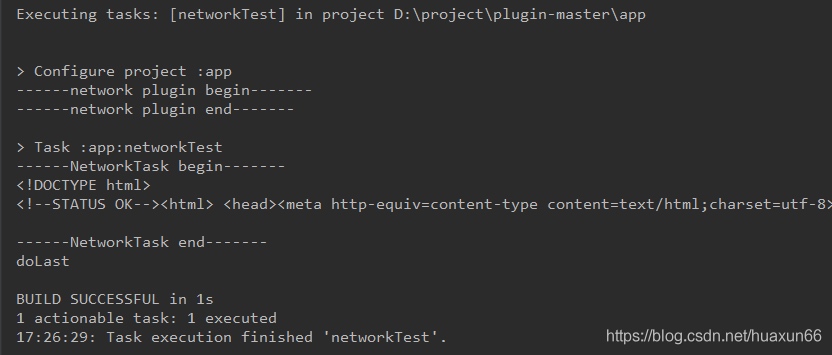 Executing tasks: [networkTest] in project D:\project\plugin-master\app
> Configure project :app
------network plugin begin-------
------network plugin end-------
> Task :app:networkTest
------NetworkTask begin-------
<!DOCTYPE html>
<!--STATUS OK--><html> <head><meta http-equiv=content-type content=text/html;charset=utf-8>
------NetworkTask end-------
doLast
BUILD SUCCESSFUL in 1s
1 actionable task: 1 executed
17:26:29: Task execution finished 'networkTest'.
https://blog.csdn.net/huaxun66